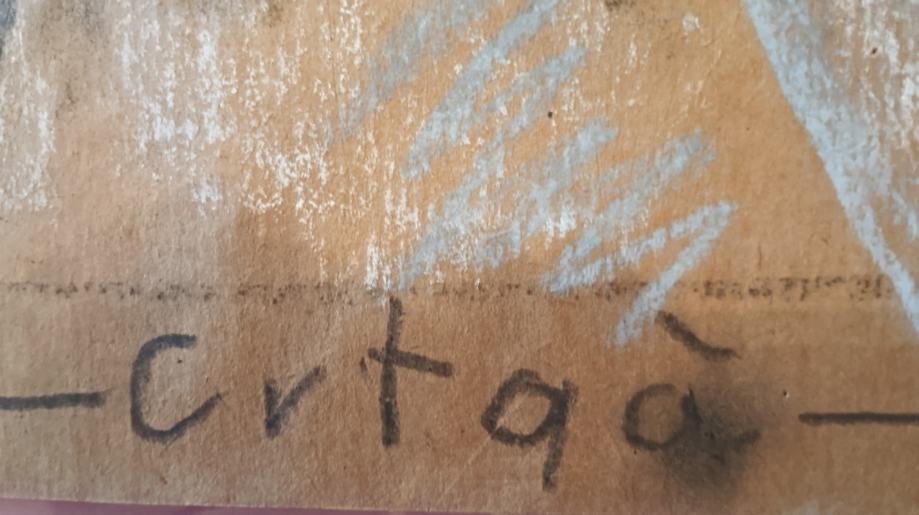 — Crtqà —